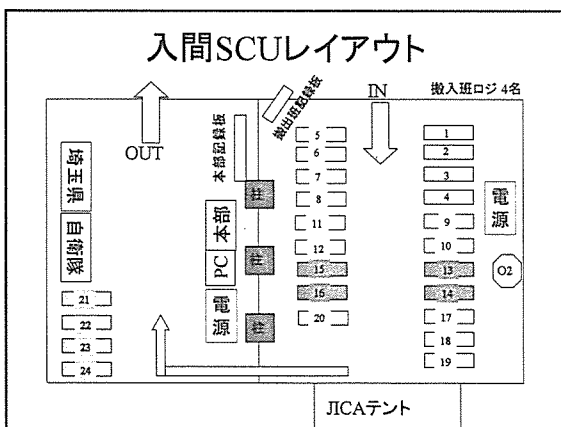 入間SCUレイアウト
搬入班ロジ 4名
搬出班記録板
IN
OUT
本部記録板
埼玉県
自衛隊
本部
PC
電源
柱
柱
柱
5
6
7
8
11
12
15
16
20
1
2
3
4
9
10
13
14
17
18
19
電源
O2
21
22
23
24
JICAテント